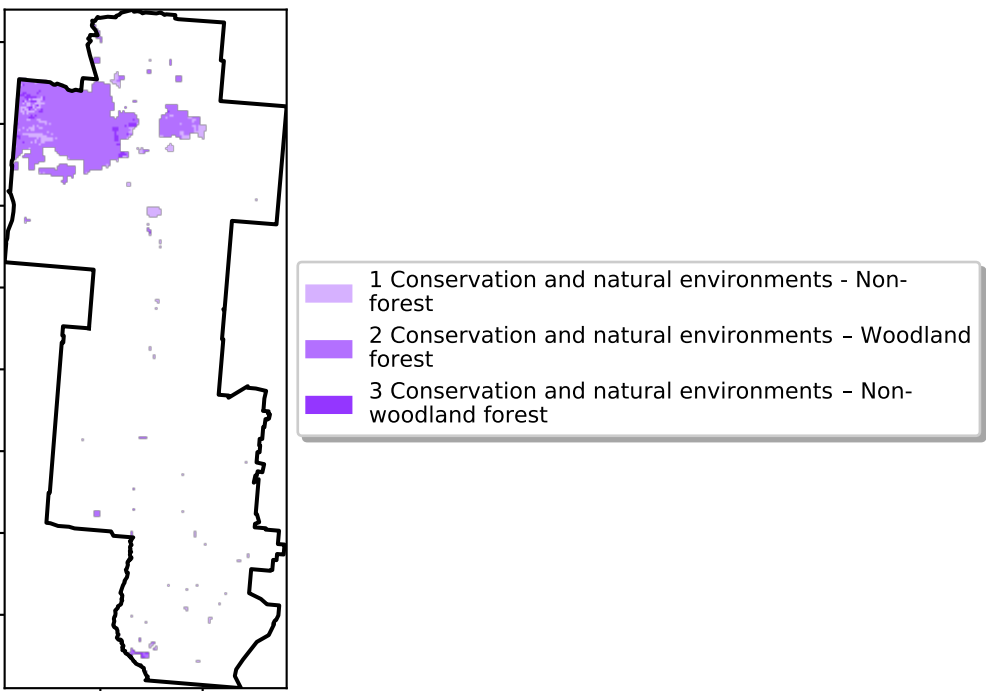 1 Conservation and natural environments - Non-
forest
2 Conservation and natural environments – Woodland
forest
3 Conservation and natural environments – Non-
woodland forest